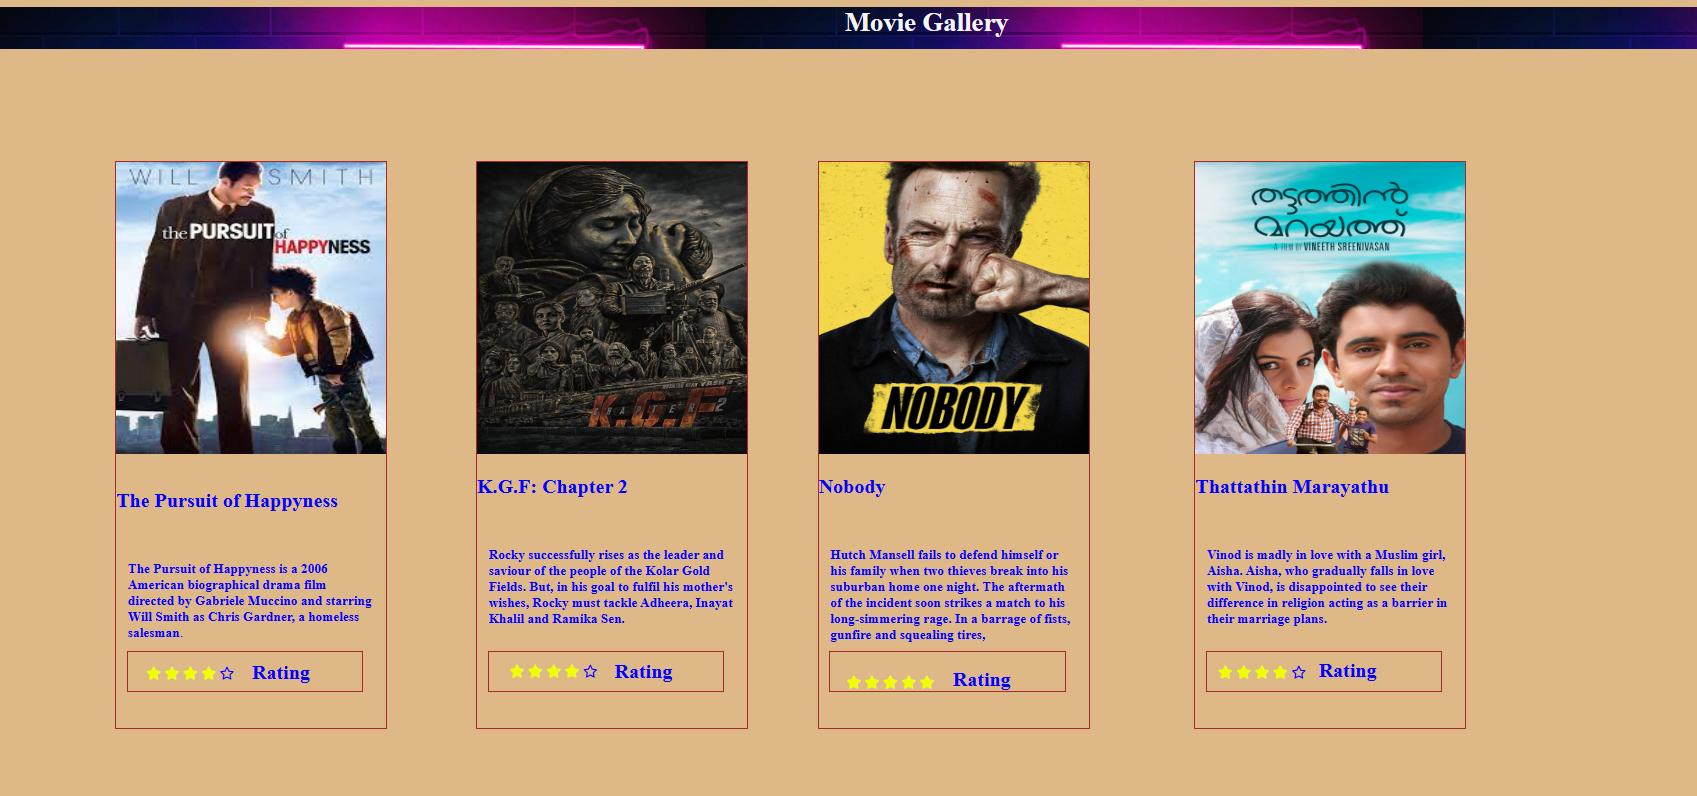 Movie Gallery
WILL SMITH
the PURSUIT of
HAPPYNESS
K.G.F
CHAPTER 2
NOBODY
തട്ടത്തിൻ
മറയത്ത്
A FILM BY VINEETH SREENIVASAN
The Pursuit of Happyness
The Pursuit of Happyness is a 2006
American biographical drama film
directed by Gabriele Muccino and starring
Will Smith as Chris Gardner, a homeless
salesman.
Rating
K.G.F: Chapter 2
Rocky successfully rises as the leader and
saviour of the people of the Kolar Gold
Fields. But, in his goal to fulfil his mother's
wishes, Rocky must tackle Adheera, Inayat
Khalil and Ramika Sen.
Rating
Nobody
Hutch Mansell fails to defend himself or
his family when two thieves break into his
suburban home one night. The aftermath
of the incident soon strikes a match to his
long-simmering rage. In a barrage of fists,
gunfire and squealing tires,
Rating
Thattathin Marayathu
Vinod is madly in love with a Muslim girl,
Aisha. Aisha, who gradually falls in love
with Vinod, is disappointed to see their
difference in religion acting as a barrier in
their marriage plans.
Rating